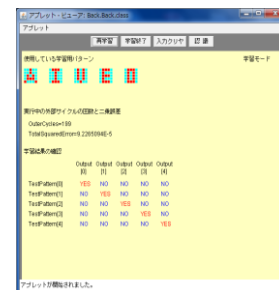 アプレット・ビューア: Back.Back.class
アプレット
再学習 学習終了 入力クリヤ 認識
使用している学習用パターン 学習モード
A I U E O
実行中の外部サイクルの回数と二乗誤差
OuterCycles=189
TotalSquaredError=9.226509 4E-5
学習結果の確認
Output Output Output Output Output
[0] [1] [2] [3] [4]
TestPattern[0] YES NO NO NO NO
TestPattern[1] NO YES NO NO NO
TestPattern[2] NO NO YES NO NO
TestPattern[3] NO NO NO YES NO
TestPattern[4] NO NO NO NO YES
アプレットが開始されました。